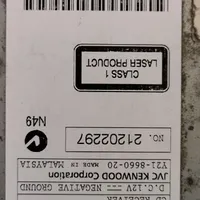 CD RECEIVER
D.C.12V ⎓ NEGATIVE GROUND
Y21-8660-20 MADE IN MALAYSIA
JVC KENWOOD Corporation
NO. 21202297
N49
CLASS 1
LASER PRODUCT